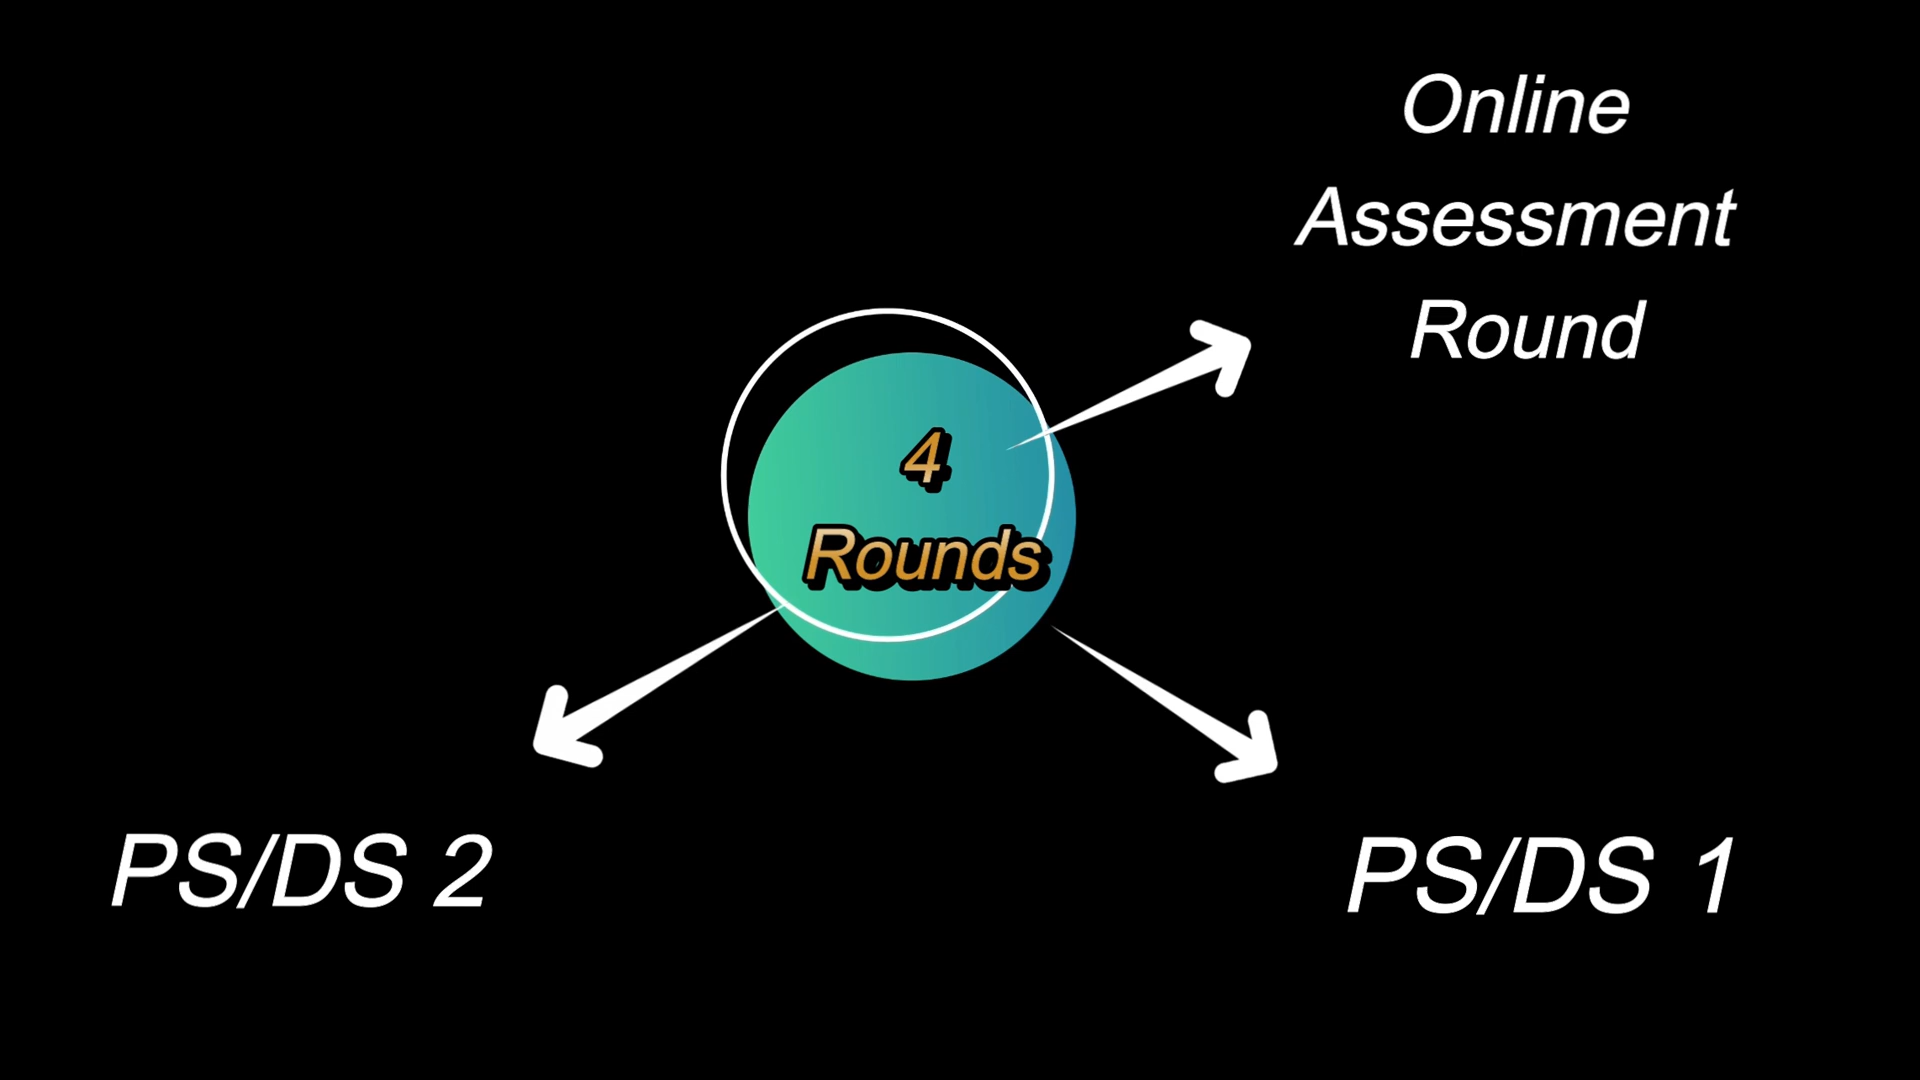 Online
Assessment
Round
4
Rounds
PS/DS 2
PS/DS 1